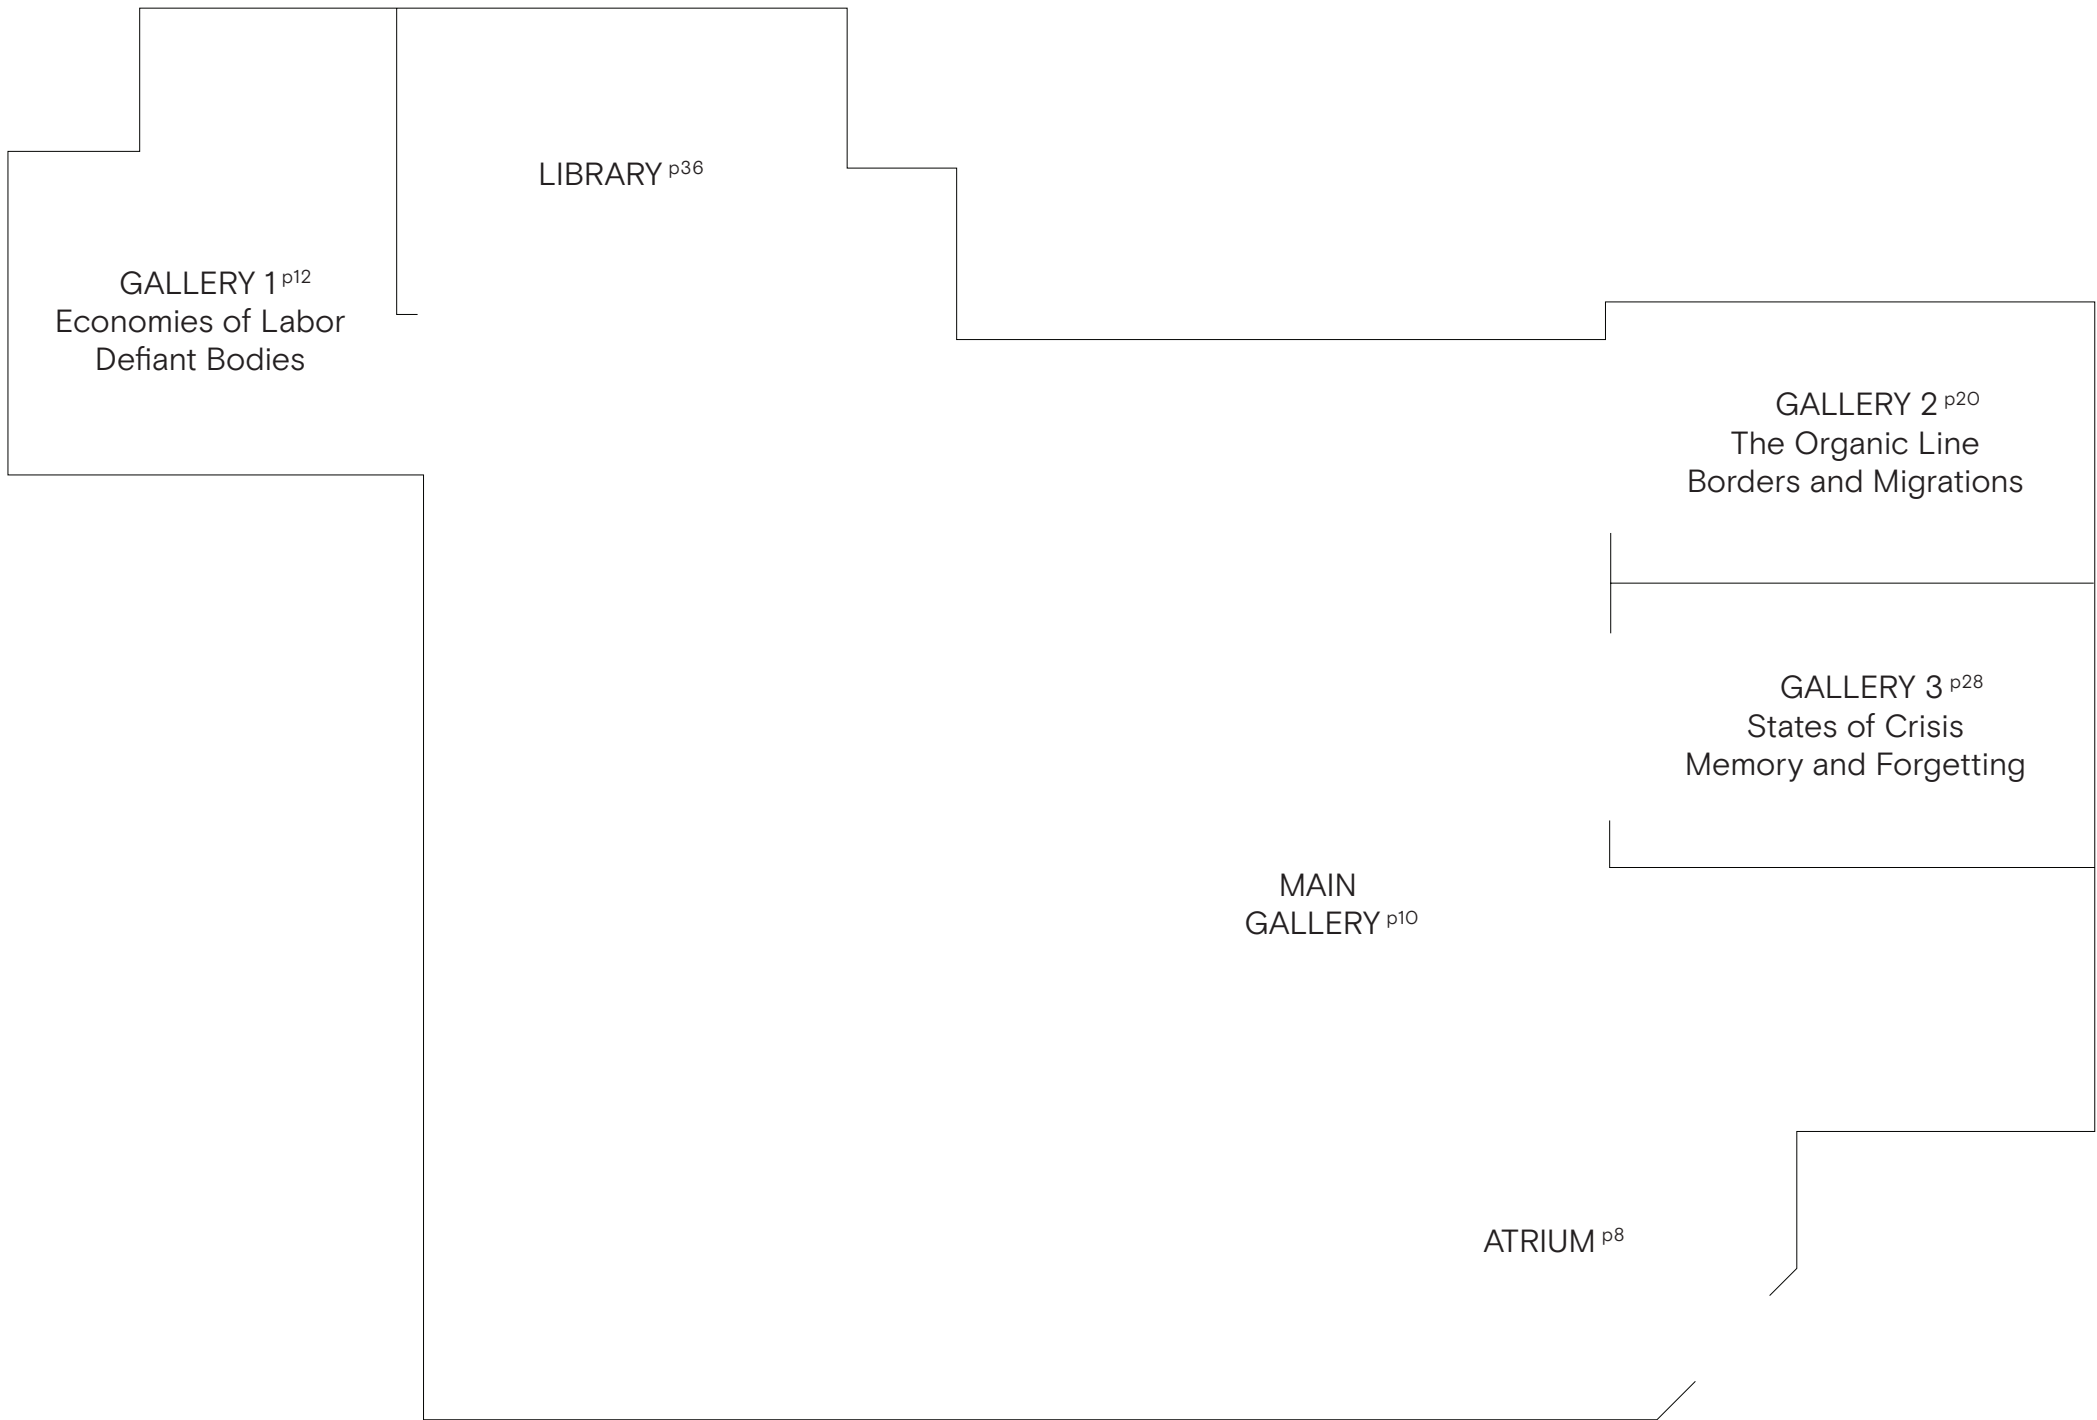 LIBRARY p36
GALLERY 1 p12
Economies of Labor
Defiant Bodies
GALLERY 2 p20
The Organic Line
Borders and Migrations
GALLERY 3 p28
States of Crisis
Memory and Forgetting
MAIN
GALLERY p10
ATRIUM p8